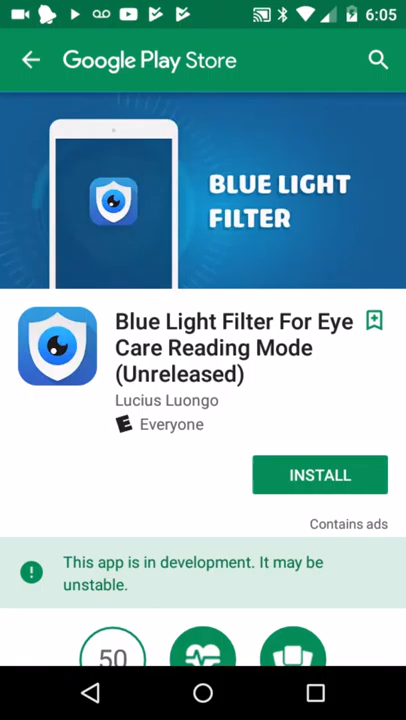 6:05
Google Play Store
BLUE LIGHT
FILTER
Blue Light Filter For Eye
Care Reading Mode
(Unreleased)
Lucius Luongo
E Everyone
INSTALL
Contains ads
This app is in development. It may be
unstable.
50